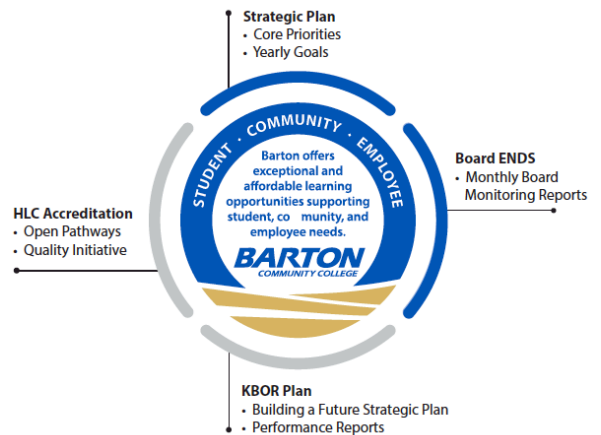 Strategic Plan
• Core Priorities
• Yearly Goals
STUDENT · COMMUNITY · EMPLOYEE
Barton offers
exceptional and
affordable learning
opportunities supporting
student, co munity, and
employee needs.
BARTON
COMMUNITY COLLEGE
Board ENDS
• Monthly Board
Monitoring Reports
HLC Accreditation
• Open Pathways
• Quality Initiative
KBOR Plan
• Building a Future Strategic Plan
• Performance Reports